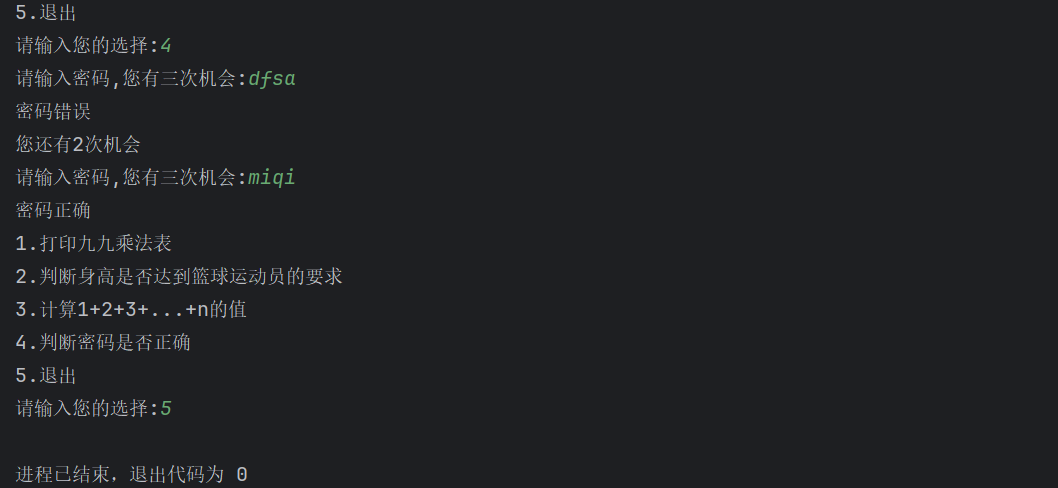 5.退出
请输入您的选择:4
请输入密码,您有三次机会:dfsa
密码错误
您还有2次机会
请输入密码,您有三次机会:miqi
密码正确
1.打印九九乘法表
2.判断身高是否达到篮球运动员的要求
3.计算1+2+3+...+n的值
4.判断密码是否正确
5.退出
请输入您的选择:5
进程已结束，退出代码为 0